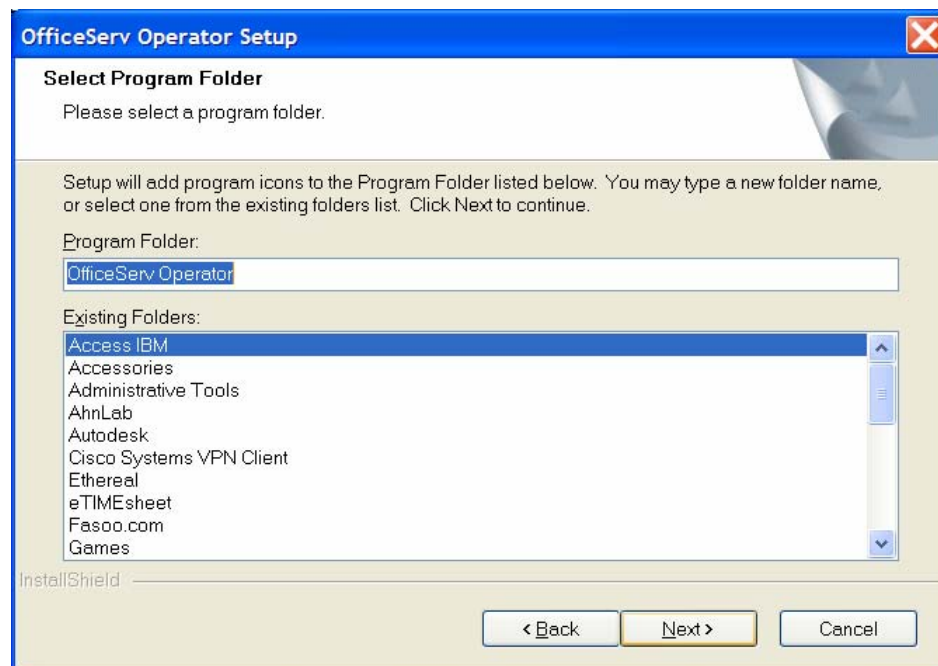 OfficeServ Operator Setup
Select Program Folder
Please select a program folder.
Setup will add program icons to the Program Folder listed below. You may type a new folder name,
or select one from the existing folders list. Click Next to continue.
Program Folder:
OfficeServ Operator
Existing Folders:
Access IBM
Accessories
Administrative Tools
AhnLab
Autodesk
Cisco Systems VPN Client
Ethereal
eTIMEsheet
Fasoo.com
Games
InstallShield
< Back Next > Cancel